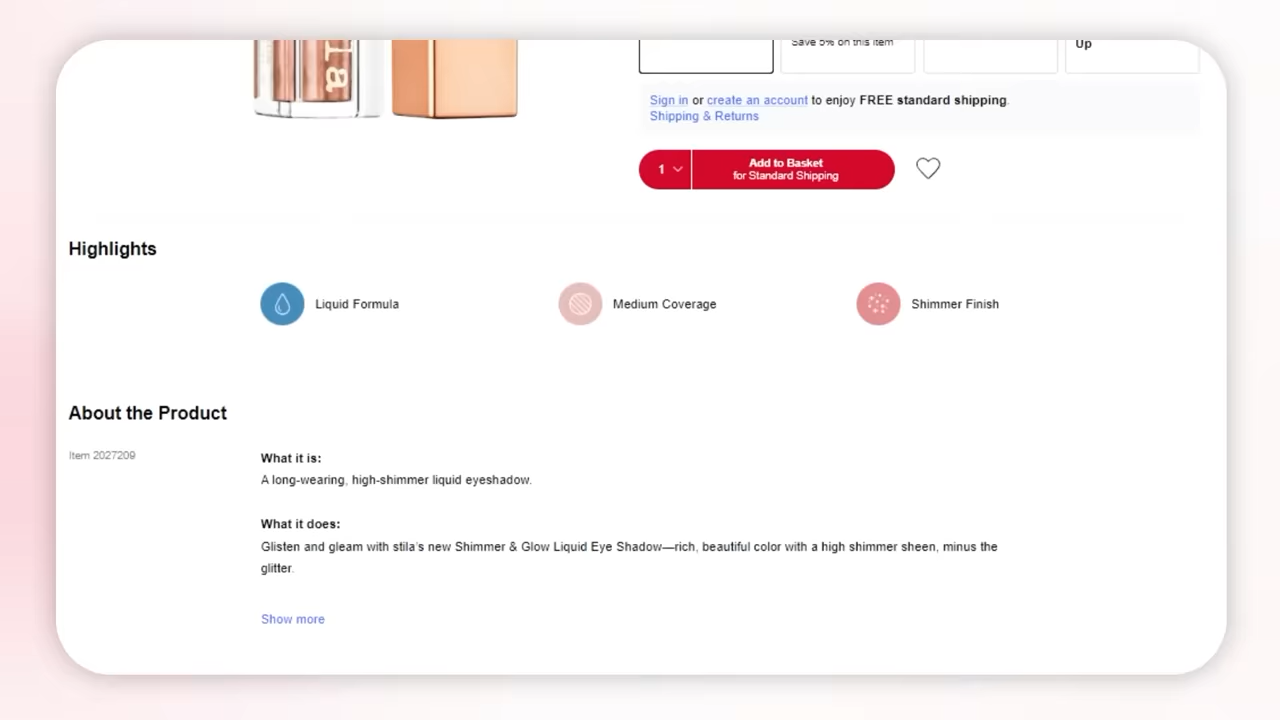 la
Save 5% on this item
Up
Sign in or create an account to enjoy FREE standard shipping.
Shipping & Returns
1
Add to Basket
for Standard Shipping
Highlights
Liquid Formula
Medium Coverage
Shimmer Finish
About the Product
Item 2027209
What it is:
A long-wearing, high-shimmer liquid eyeshadow.
What it does:
Glisten and gleam with stila's new Shimmer & Glow Liquid Eye Shadow—rich, beautiful color with a high shimmer sheen, minus the
glitter.
Show more